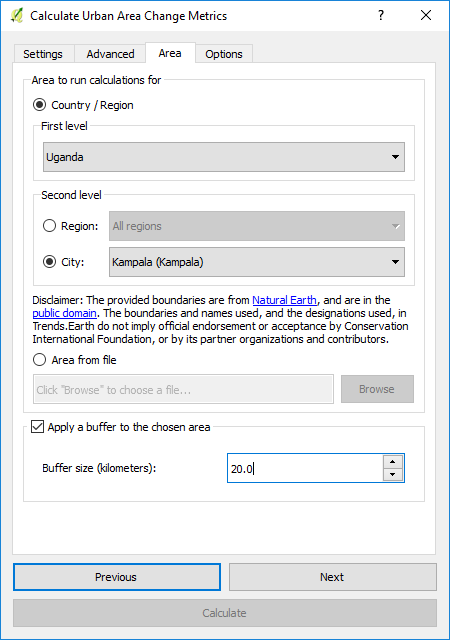 Calculate Urban Area Change Metrics
Settings Advanced Area Options
Area to run calculations for
Country / Region
First level
Uganda
Second level
Region: All regions
City: Kampala (Kampala)
Disclaimer: The provided boundaries are from Natural Earth, and are in the
public domain. The boundaries and names used, and the designations used, in
Trends.Earth do not imply official endorsement or acceptance by Conservation
International Foundation, or by its partner organizations and contributors.
Area from file
Click "Browse" to choose a file... Browse
Apply a buffer to the chosen area
Buffer size (kilometers): 20.0
Previous Next
Calculate